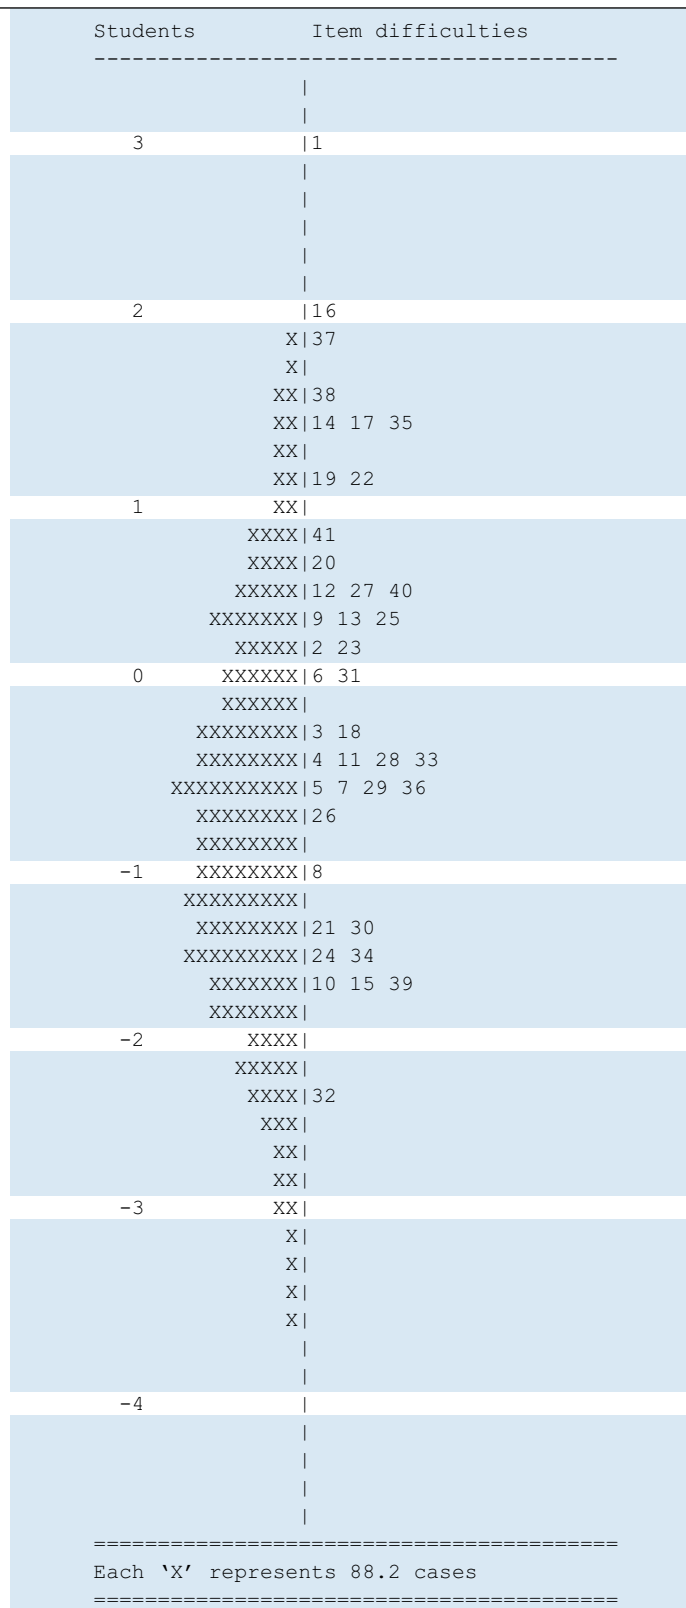 Students         Item difficulties
-----------------------------------------
                |
                |
   3            |1
                |
                |
                |
                |
                |
   2            |16
               X|37
               X|
              XX|38
              XX|14 17 35
              XX|
              XX|19 22
   1          XX|
            XXXX|41
            XXXX|20
           XXXXX|12 27 40
         XXXXXXX|9 13 25
           XXXXX|2 23
   0      XXXXXX|6 31
          XXXXXX|
        XXXXXXXX|3 18
        XXXXXXXX|4 11 28 33
      XXXXXXXXXX|5 7 29 36
        XXXXXXXX|26
        XXXXXXXX|
  -1    XXXXXXXX|8
       XXXXXXXXX|
        XXXXXXXX|21 30
       XXXXXXXXX|24 34
         XXXXXXX|10 15 39
         XXXXXXX|
  -2        XXXX|
           XXXXX|
            XXXX|32
             XXX|
              XX|
              XX|
  -3          XX|
               X|
               X|
               X|
               X|
                |
                |
  -4            |
                |
                |
                |
                |
=========================================
Each ‘X’ represents 88.2 cases
=========================================